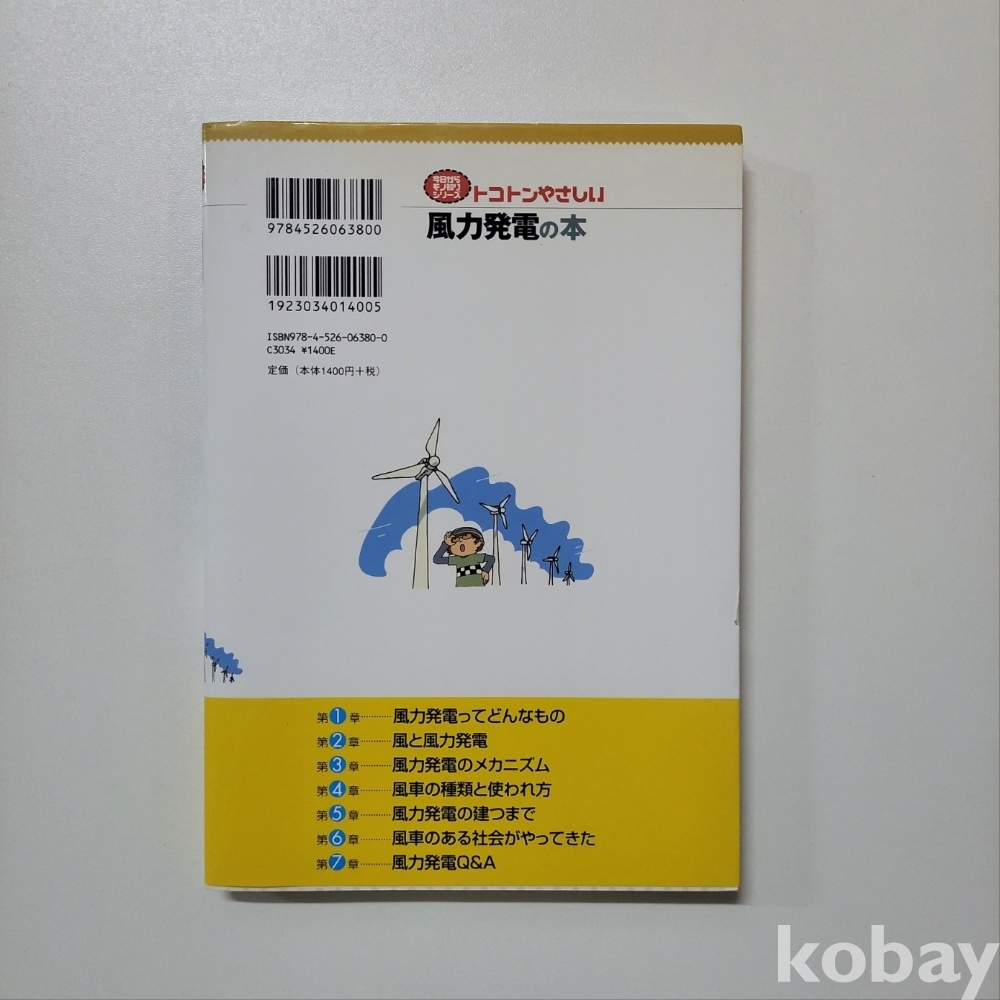 9784526063800
1923034014005
ISBN978-4-526-06380-0
C3034 ¥1400E
定価（本体1400円＋税）
今日から
モノ知り
シリーズ
トコトンやさしい
風力発電の本
第1章…………風力発電ってどんなもの
第2章…………風と風力発電
第3章…………風力発電のメカニズム
第4章…………風車の種類と使われ方
第5章…………風力発電の建つまで
第6章…………風車のある社会がやってきた
第7章…………風力発電Q&A
kobay